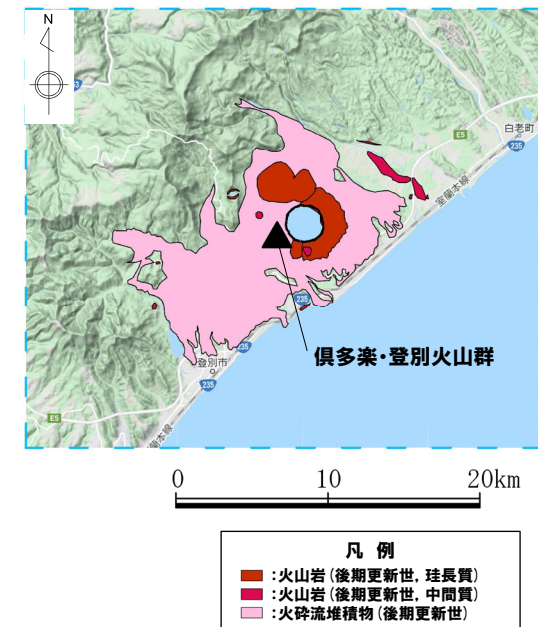 N
3
白老町
E5
235
室蘭本線
235
倶多楽・登別火山群
235
登別市
235
E5
室蘭本線
0 10 20km
凡 例
:火山岩(後期更新世, 珪長質)
:火山岩(後期更新世, 中間質)
:火砕流堆積物(後期更新世)